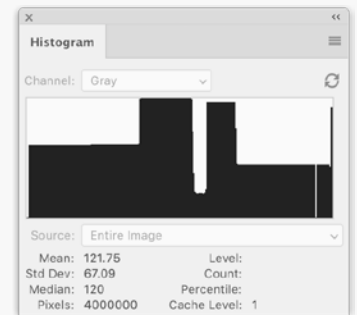 x
<<
Histogram
Channel: Gray
Source: Entire Image
Mean: 121.75 Level:
Std Dev: 67.09 Count:
Median: 120 Percentile:
Pixels: 4000000 Cache Level: 1